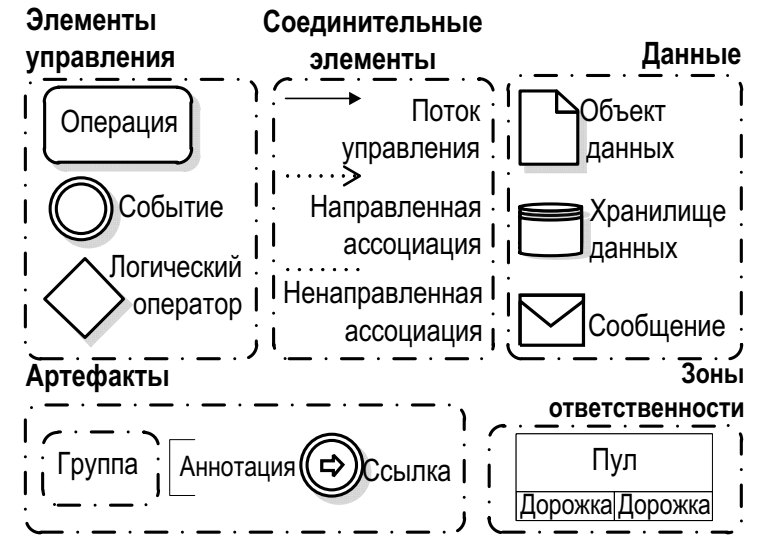 Элементы
управления
Операция
Событие
Логический
оператор
Соединительные
элементы
Поток
управления
Направленная
ассоциация
Ненаправленная
ассоциация
Данные
Объект
данных
Хранилище
данных
Сообщение
Артефакты
Группа
Аннотация
Ссылка
Зоны
ответственности
Пул
Дорожка Дорожка